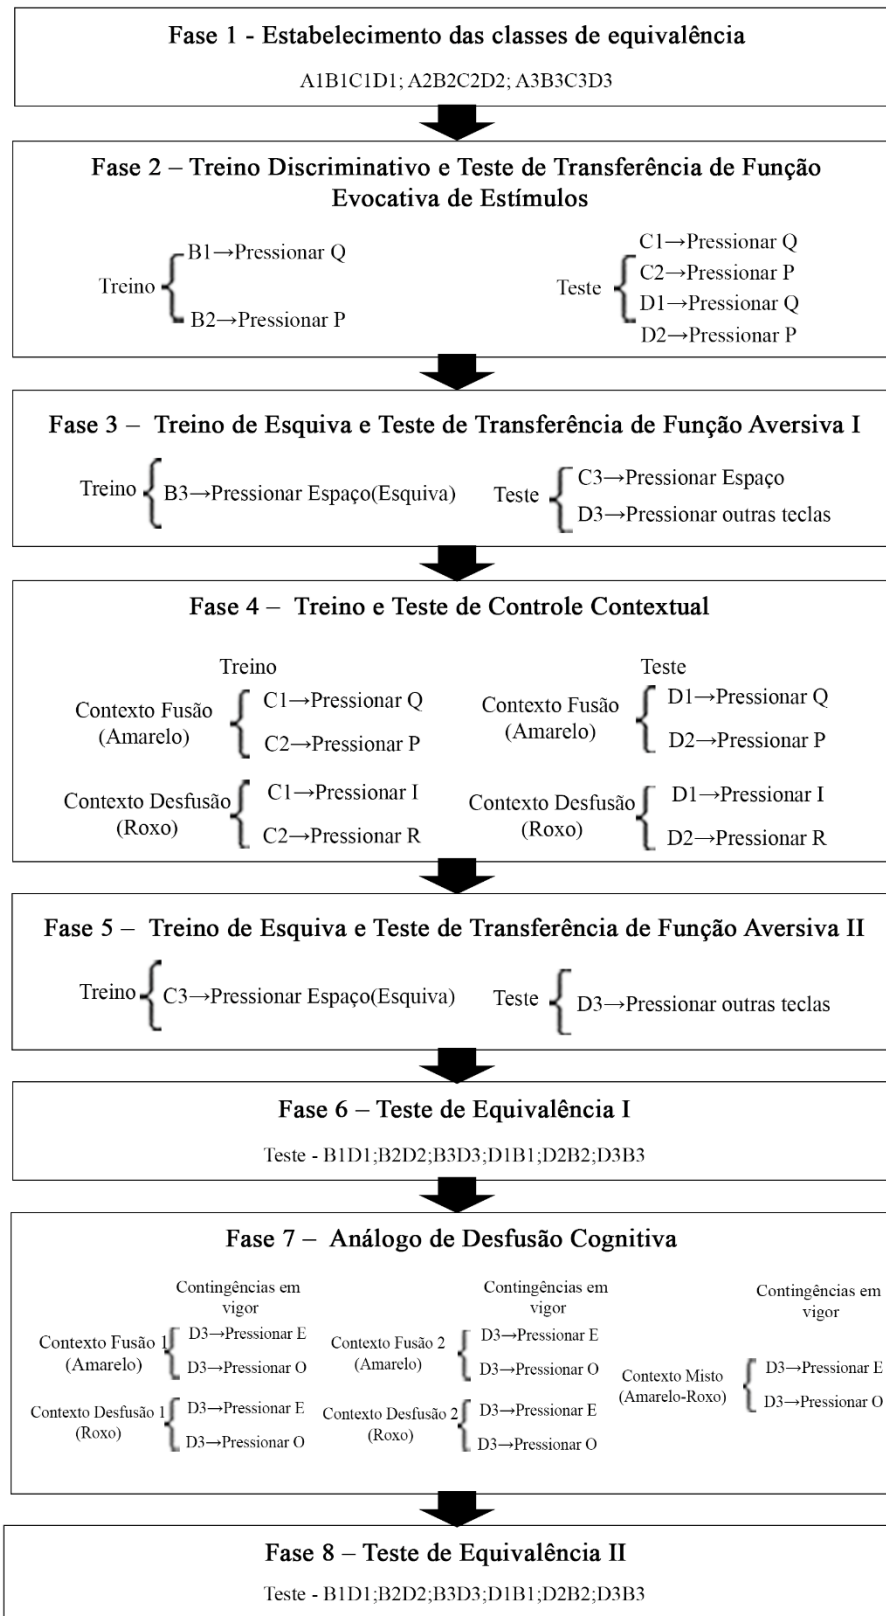 Fase 1 - Estabelecimento das classes de equivalência
A1B1C1D1; A2B2C2D2; A3B3C3D3
Fase 2 – Treino Discriminativo e Teste de Transferência de Função
Evocativa de Estímulos
Treino
B1→Pressionar Q
B2→Pressionar P
Teste
C1→Pressionar Q
C2→Pressionar P
D1→Pressionar Q
D2→Pressionar P
Fase 3 – Treino de Esquiva e Teste de Transferência de Função Aversiva I
Treino
B3→Pressionar Espaço(Esquiva)
Teste
C3→Pressionar Espaço
D3→Pressionar outras teclas
Fase 4 – Treino e Teste de Controle Contextual
Treino
Contexto Fusão
(Amarelo)
C1→Pressionar Q
C2→Pressionar P
Contexto Desfusão
(Roxo)
C1→Pressionar I
C2→Pressionar R
Teste
Contexto Fusão
(Amarelo)
D1→Pressionar Q
D2→Pressionar P
Contexto Desfusão
(Roxo)
D1→Pressionar I
D2→Pressionar R
Fase 5 – Treino de Esquiva e Teste de Transferência de Função Aversiva II
Treino
C3→Pressionar Espaço(Esquiva)
Teste
D3→Pressionar outras teclas
Fase 6 – Teste de Equivalência I
Teste - B1D1;B2D2;B3D3;D1B1;D2B2;D3B3
Fase 7 – Análogo de Desfusão Cognitiva
Contingências em
vigor
Contexto Fusão 1
(Amarelo)
D3→Pressionar E
D3→Pressionar O
Contexto Desfusão 1
(Roxo)
D3→Pressionar E
D3→Pressionar O
Contingências em
vigor
Contexto Fusão 2
(Amarelo)
D3→Pressionar E
D3→Pressionar O
Contexto Desfusão 2
(Roxo)
D3→Pressionar E
D3→Pressionar O
Contingências em
vigor
Contexto Misto
(Amarelo-Roxo)
D3→Pressionar E
D3→Pressionar O
Fase 8 – Teste de Equivalência II
Teste - B1D1;B2D2;B3D3;D1B1;D2B2;D3B3